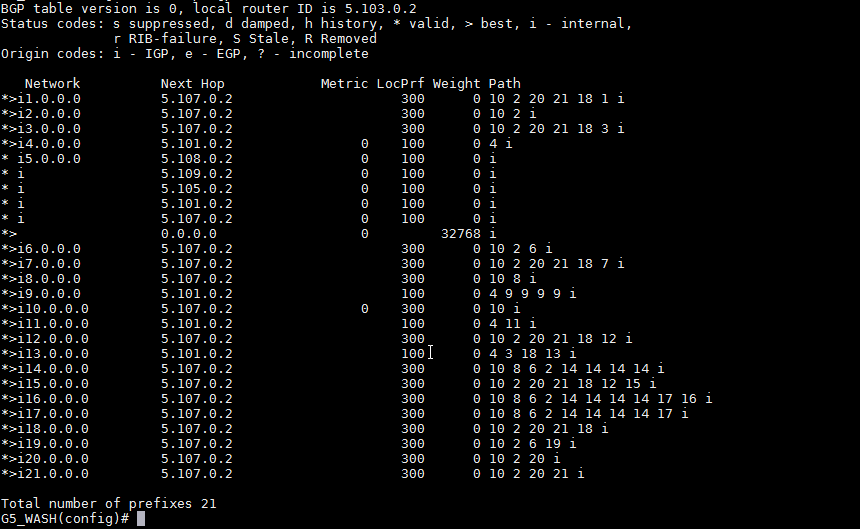 BGP table version is 0, local router ID is 5.103.0.2
Status codes: s suppressed, d damped, h history, * valid, > best, i - internal,
              r RIB-failure, S Stale, R Removed
Origin codes: i - IGP, e - EGP, ? - incomplete

   Network          Next Hop            Metric LocPrf Weight Path
*>i1.0.0.0          5.107.0.2                     300      0 10 2 20 21 18 1 i
*>i2.0.0.0          5.107.0.2                     300      0 10 2 i
*>i3.0.0.0          5.107.0.2                     300      0 10 2 20 21 18 3 i
*>i4.0.0.0          5.101.0.2                0    100      0 4 i
* i5.0.0.0          5.108.0.2                0    100      0 i
* i                 5.109.0.2                0    100      0 i
* i                 5.105.0.2                0    100      0 i
* i                 5.101.0.2                0    100      0 i
* i                 5.107.0.2                0    100      0 i
*>                  0.0.0.0                  0         32768 i
*>i6.0.0.0          5.107.0.2                     300      0 10 2 6 i
*>i7.0.0.0          5.107.0.2                     300      0 10 2 20 21 18 7 i
*>i8.0.0.0          5.107.0.2                     300      0 10 8 i
*>i9.0.0.0          5.101.0.2                     100      0 4 9 9 9 9 i
*>i10.0.0.0         5.107.0.2                0    300      0 10 i
*>i11.0.0.0         5.101.0.2                     100      0 4 11 i
*>i12.0.0.0         5.107.0.2                     300      0 10 2 20 21 18 12 i
*>i13.0.0.0         5.101.0.2                     100      0 4 3 18 13 i
*>i14.0.0.0         5.107.0.2                     300      0 10 8 6 2 14 14 14 14 i
*>i15.0.0.0         5.107.0.2                     300      0 10 2 20 21 18 12 15 i
*>i16.0.0.0         5.107.0.2                     300      0 10 8 6 2 14 14 14 14 17 16 i
*>i17.0.0.0         5.107.0.2                     300      0 10 8 6 2 14 14 14 14 17 i
*>i18.0.0.0         5.107.0.2                     300      0 10 2 20 21 18 i
*>i19.0.0.0         5.107.0.2                     300      0 10 2 6 19 i
*>i20.0.0.0         5.107.0.2                     300      0 10 2 20 i
*>i21.0.0.0         5.107.0.2                     300      0 10 2 20 21 i

Total number of prefixes 21
G5_WASH(config)#